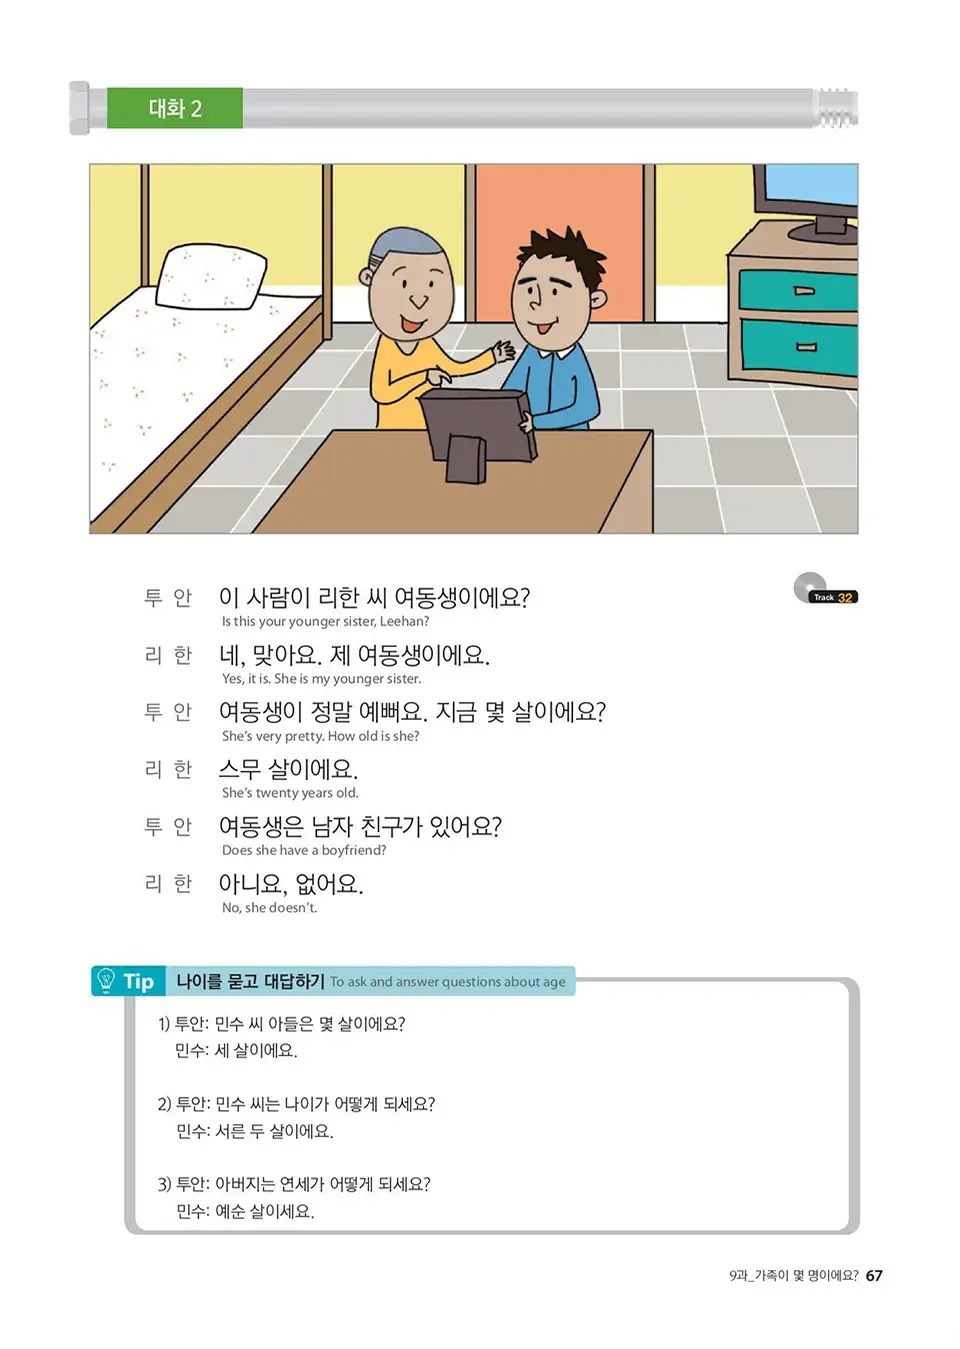 대화 2
투 안 이 사람이 리한 씨 여동생이에요?
Is this your younger sister, Leehan?
Track 32
리 한 네, 맞아요. 제 여동생이에요.
Yes, it is. She is my younger sister.
투 안 여동생이 정말 예뻐요. 지금 몇 살이에요?
She's very pretty. How old is she?
리 한 스무 살이에요.
She's twenty years old.
투 안 여동생은 남자 친구가 있어요?
Does she have a boyfriend?
리 한 아니요, 없어요.
No, she doesn't.
Tip 나이를 묻고 대답하기 To ask and answer questions about age
1) 투안: 민수 씨 아들은 몇 살이에요?
민수: 세 살이에요.
2) 투안: 민수 씨는 나이가 어떻게 되세요?
민수: 서른 두 살이에요.
3) 투안: 아버지는 연세가 어떻게 되세요?
민수: 예순 살이세요.
9과_가족이 몇 명이에요? 67